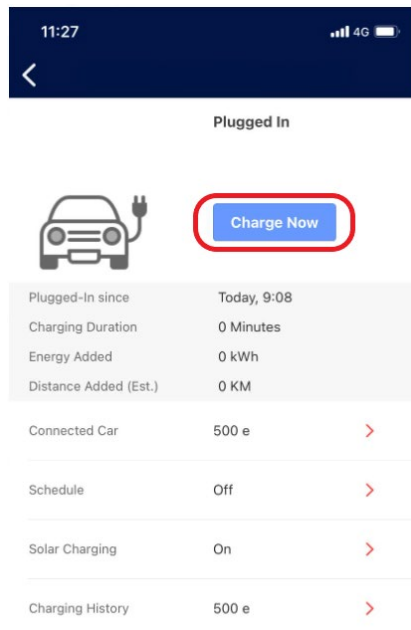 11:27 4G
Plugged In
Charge Now
Plugged-In since Today, 9:08
Charging Duration 0 Minutes
Energy Added 0 kWh
Distance Added (Est.) 0 KM
Connected Car 500 e
Schedule Off
Solar Charging On
Charging History 500 e